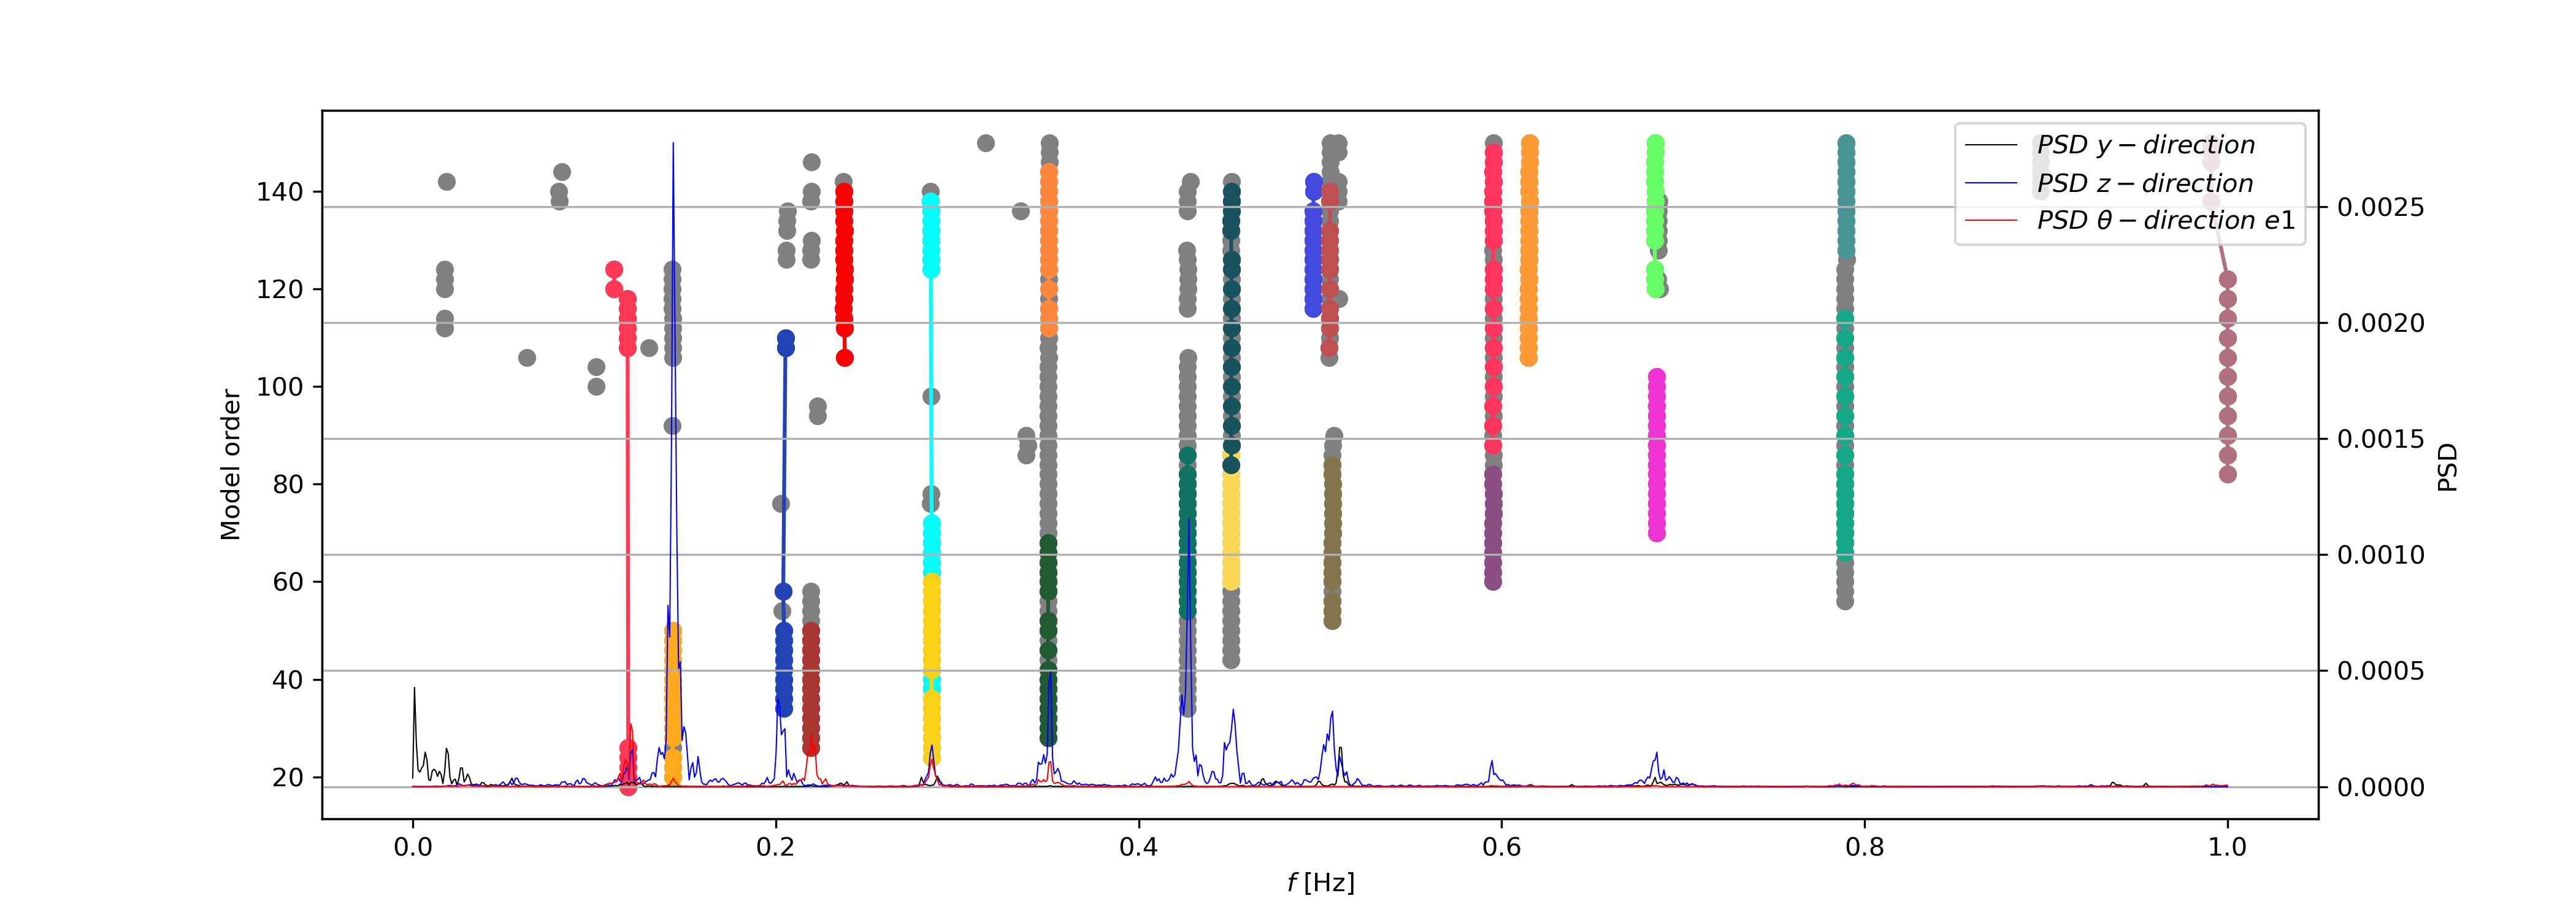 PSD y − direction
PSD z − direction
PSD θ − direction e1
140
120
100
80
60
40
20
Model order
0.0025
0.0020
0.0015
0.0010
0.0005
0.0000
PSD
0.0 0.2 0.4 0.6 0.8 1.0
f [Hz]